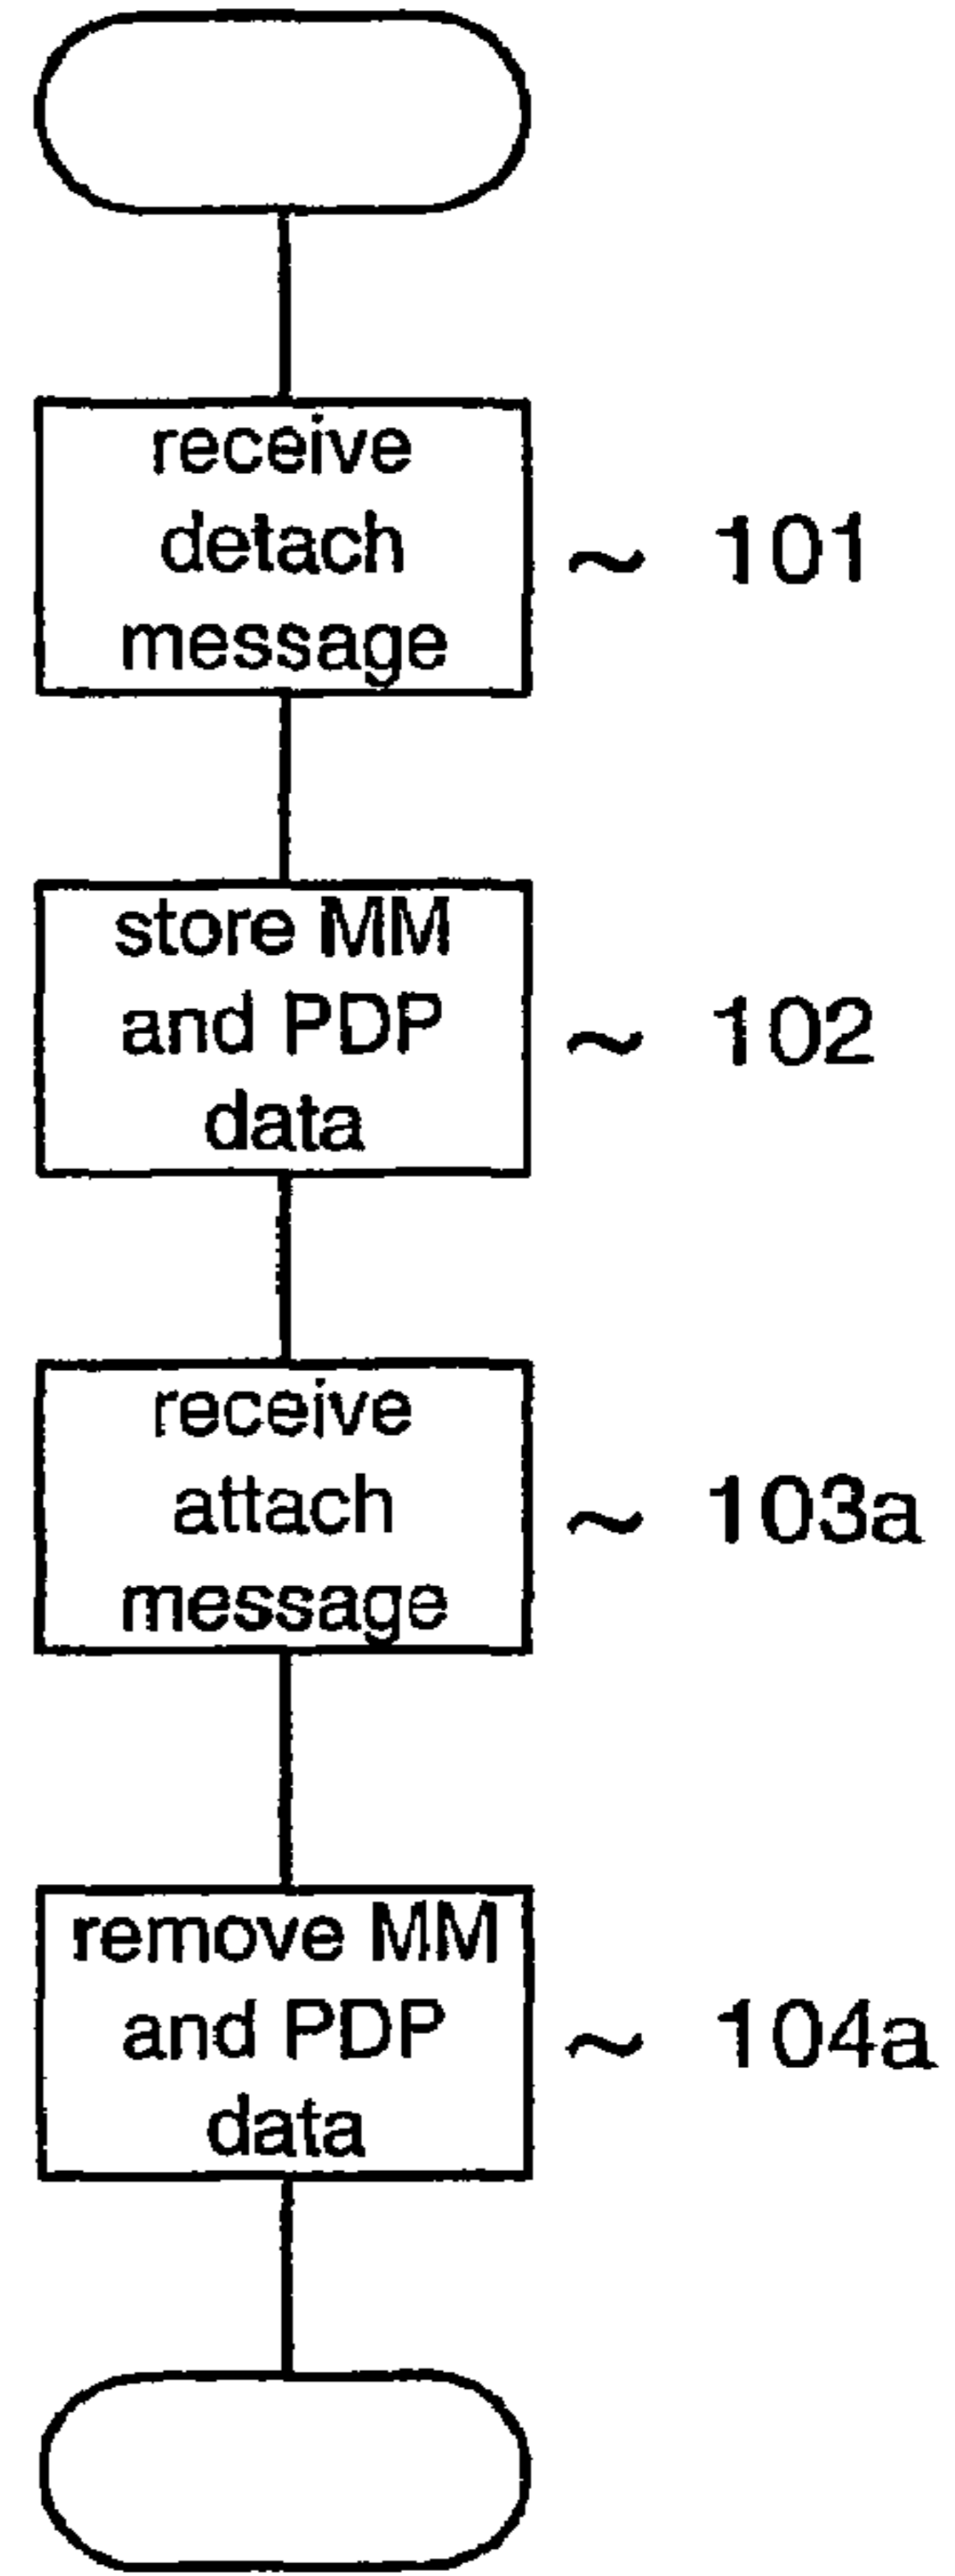 receive
detach
message
~ 101
store MM
and PDP
data
~ 102
receive
attach
message
~ 103a
remove MM
and PDP
data
~ 104a